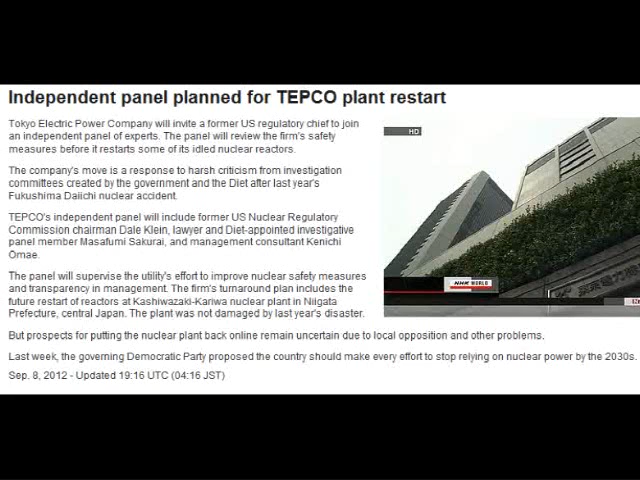 Independent panel planned for TEPCO plant restart
Tokyo Electric Power Company will invite a former US regulatory chief to join
an independent panel of experts. The panel will review the firm's safety
measures before it restarts some of its idled nuclear reactors.
The company's move is a response to harsh criticism from investigation
committees created by the government and the Diet after last year's
Fukushima Daiichi nuclear accident.
TEPCO's independent panel will include former US Nuclear Regulatory
Commission chairman Dale Klein, lawyer and Diet-appointed investigative
panel member Masafumi Sakurai, and management consultant Kenichi
Omae.
The panel will supervise the utility's effort to improve nuclear safety measures
and transparency in management. The firm's turnaround plan includes the
future restart of reactors at Kashiwazaki-Kariwa nuclear plant in Niigata
Prefecture, central Japan. The plant was not damaged by last year's disaster.
But prospects for putting the nuclear plant back online remain uncertain due to local opposition and other problems.
Last week, the governing Democratic Party proposed the country should make every effort to stop relying on nuclear power by the 2030s.
Sep. 8, 2012 - Updated 19:16 UTC (04:16 JST)
HD
NHK WORLD